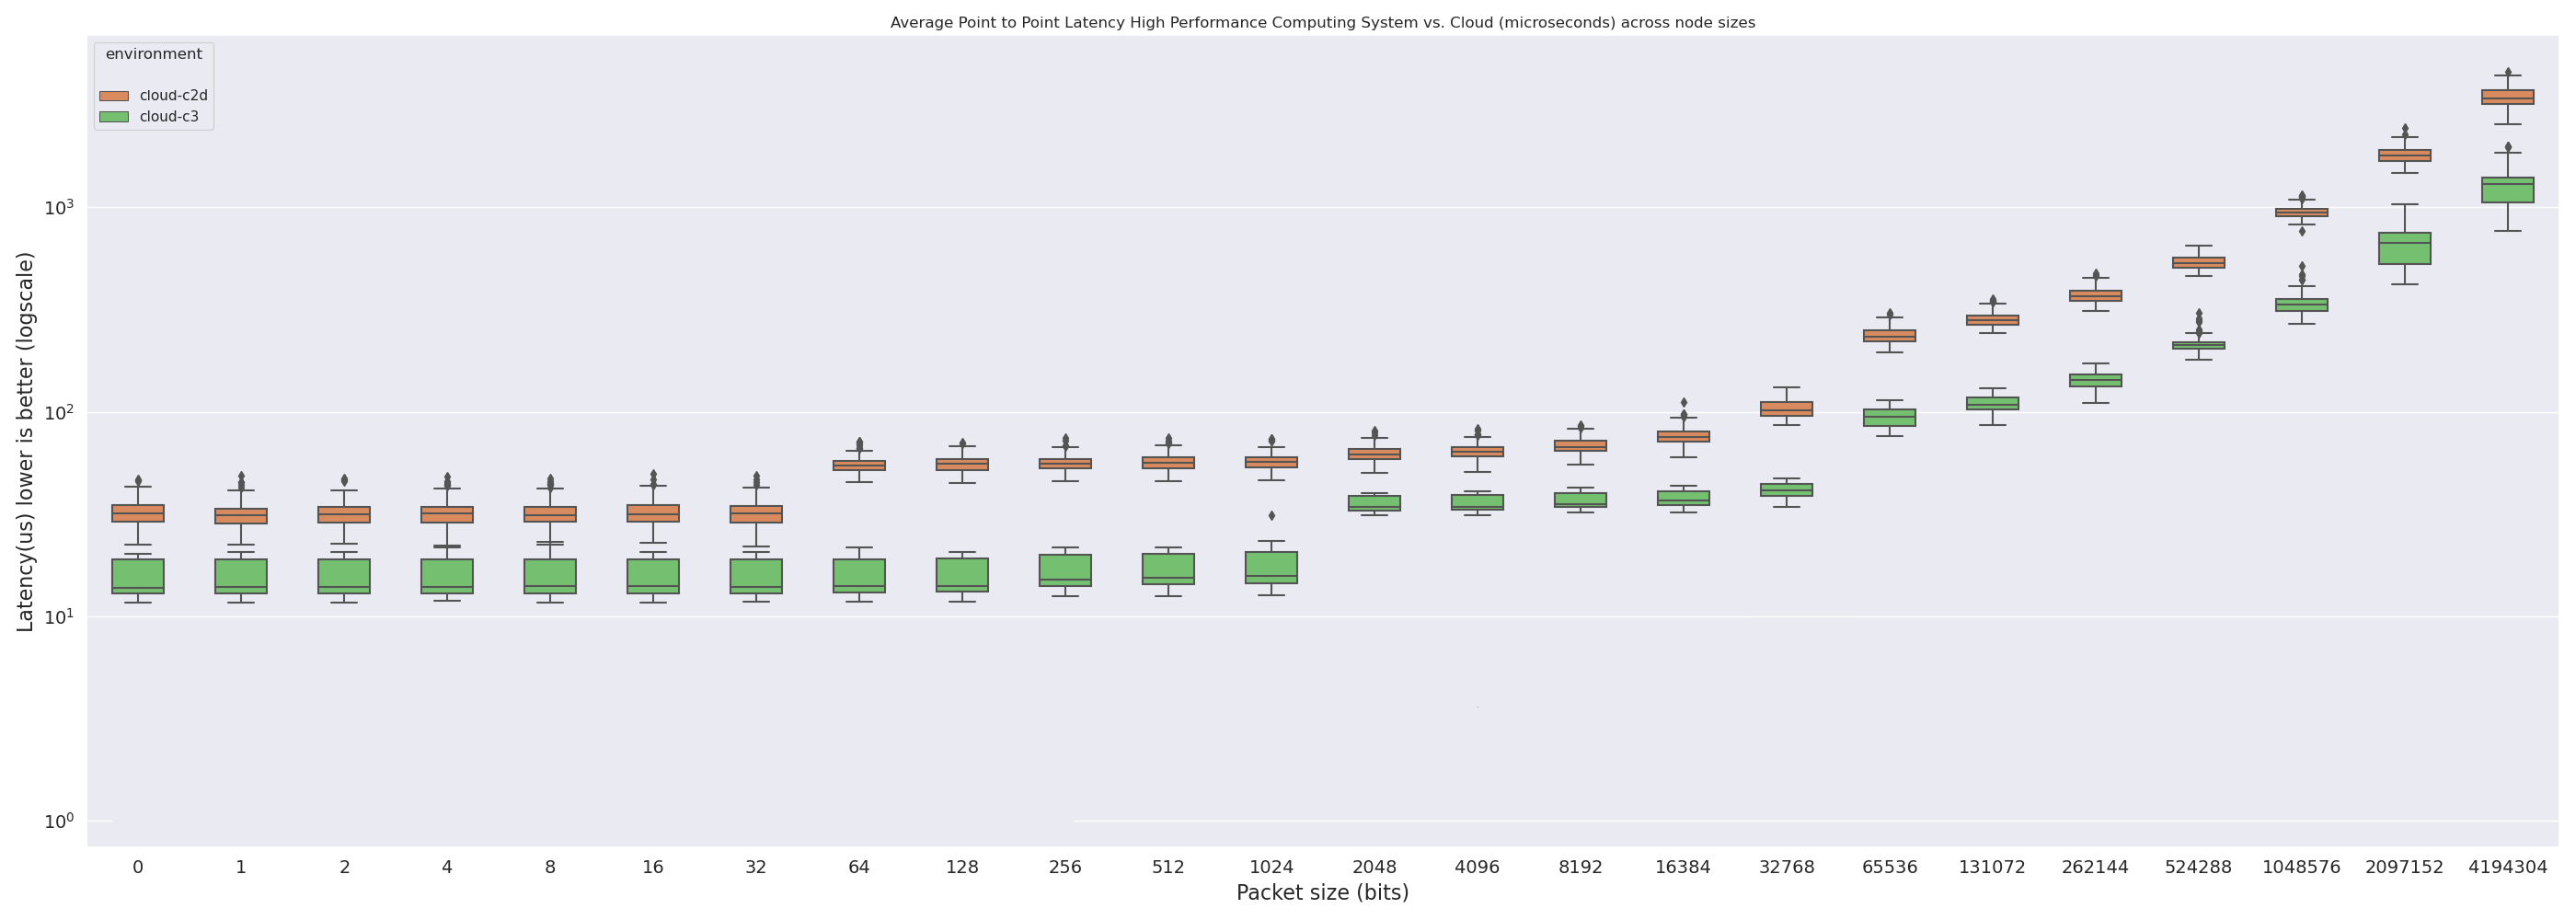 Average Point to Point Latency High Performance Computing System vs. Cloud (microseconds) across node sizes
environment
cloud-c2d
cloud-c3
Latency(us) lower is better (logscale)
10³
10²
10¹
10⁰
0 1 2 4 8 16 32 64 128 256 512 1024 2048 4096 8192 16384 32768 65536 131072 262144 524288 1048576 2097152 4194304
Packet size (bits)